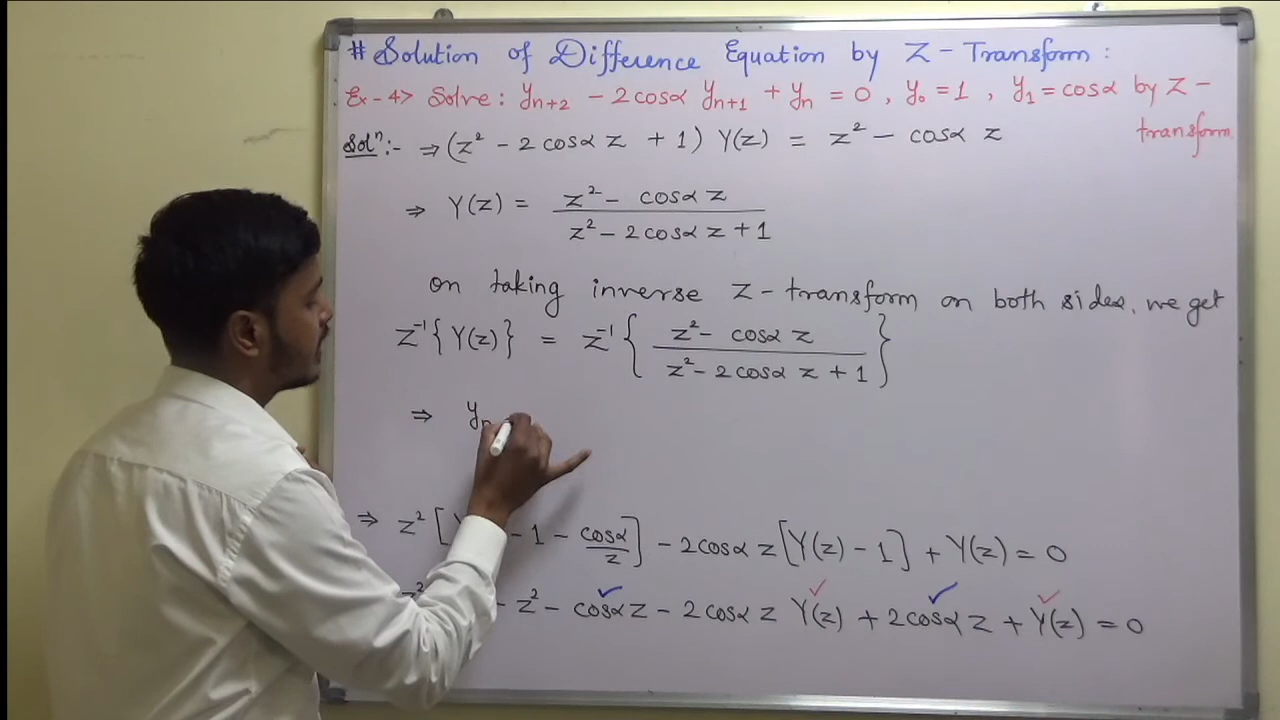 # Solution of Difference Equation by Z-Transform:
Ex-4> Solve: yₙ₊₂ - 2cosα yₙ₊₁ + yₙ = 0, y₀ = 1, y₁ = cosα by Z-
transform
Solⁿ:- ⇒ (z² - 2cosα z + 1) Y(z) = z² - cosα z
⇒ Y(z) = (z² - cosα z) / (z² - 2cosα z + 1)
on taking inverse Z-transform on both sides, we get
Z⁻¹{Y(z)} = Z⁻¹{(z² - cosα z) / (z² - 2cosα z + 1)}
⇒ yₙ
⇒ z² [ - 1 - cosα/z] - 2cosα z [Y(z) - 1] + Y(z) = 0
- z² - cosα z - 2cosα z Y(z) + 2cosα z + Y(z) = 0